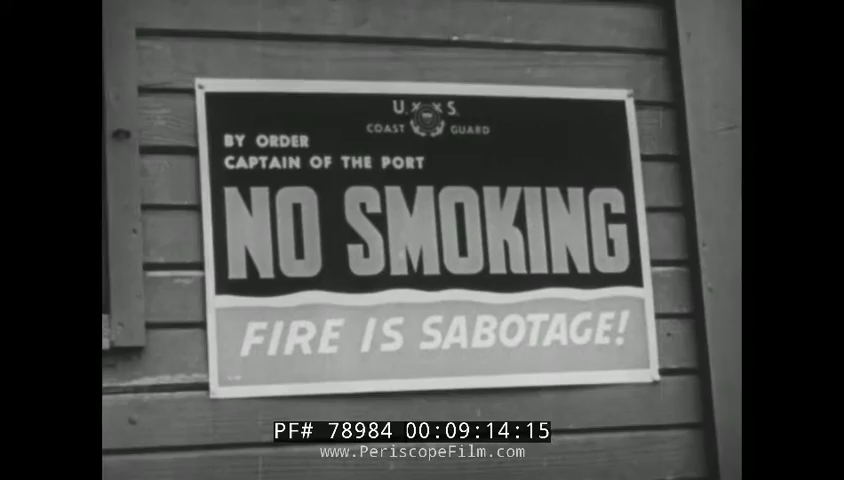 U. S.
COAST GUARD
BY ORDER
CAPTAIN OF THE PORT
NO SMOKING
FIRE IS SABOTAGE!
PF# 78984 00:09:14:15
www.PeriscopeFilm.com